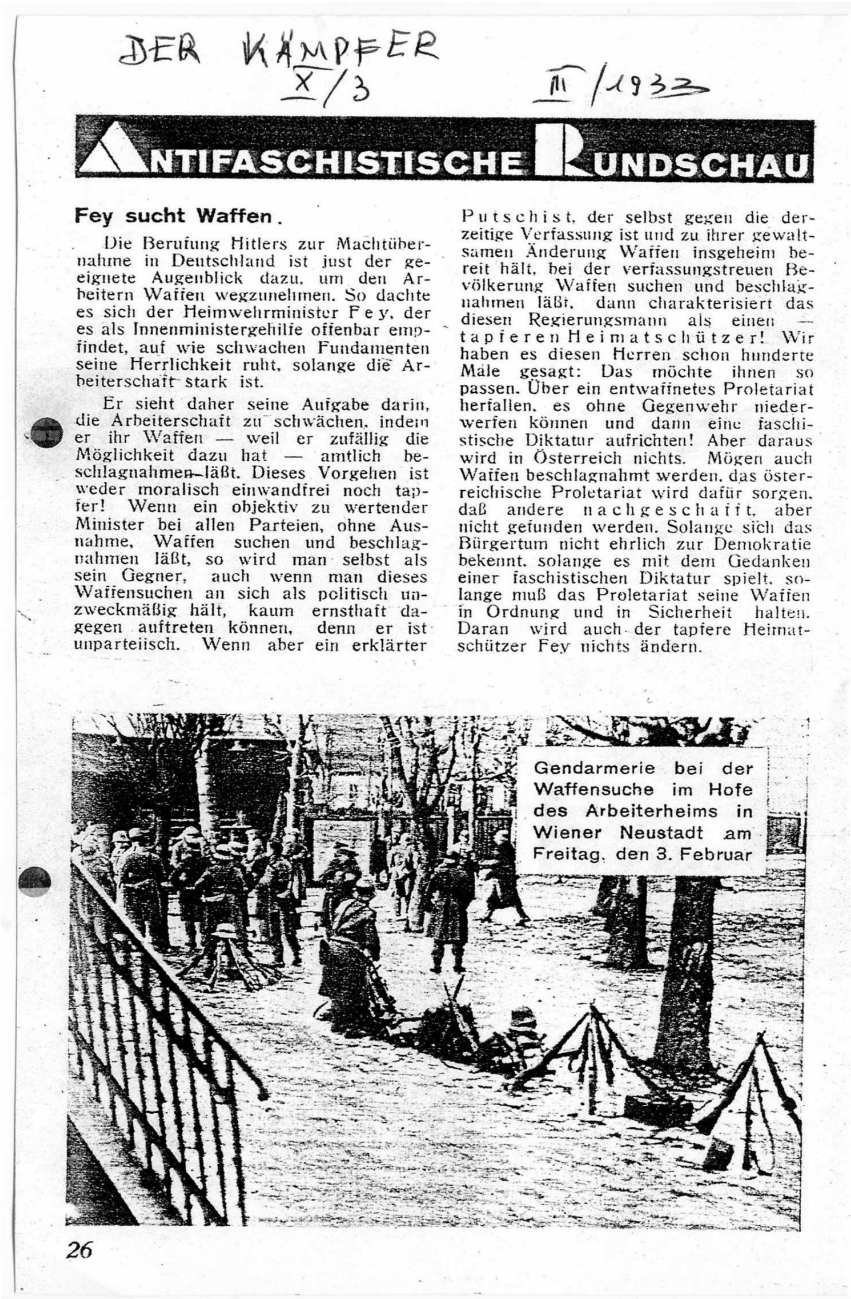 DER KÄMPFER
X/3 III/1933
ANTIFASCHISTISCHE RUNDSCHAU
Fey sucht Waffen.
Die Berufung Hitlers zur Machtüber-
nahme in Deutschland ist just der ge-
eignete Augenblick dazu, um den Ar-
beitern Waffen wegzunehmen. So dachte
es sich der Heimwehrminister F e y, der
es als Innenministergehilfe offenbar emp-
findet, auf wie schwachen Fundamenten
seine Herrlichkeit ruht, solange die Ar-
beiterschaft stark ist.
Er sieht daher seine Aufgabe darin,
die Arbeiterschaft zu schwächen, indem
er ihr Waffen — weil er zufällig die
Möglichkeit dazu hat — amtlich be-
schlagnahmen läßt. Dieses Vorgehen ist
weder moralisch einwandfrei noch tap-
fer! Wenn ein objektiv zu wertender
Minister bei allen Parteien, ohne Aus-
nahme, Waffen suchen und beschlag-
nahmen läßt, so wird man selbst als
sein Gegner, auch wenn man dieses
Waffensuchen an sich als politisch un-
zweckmäßig hält, kaum ernsthaft da-
gegen auftreten können, denn er ist
unparteiisch. Wenn aber ein erklärter
P u t s c h i s t, der selbst gegen die der-
zeitige Verfassung ist und zu ihrer gewalt-
samen Änderung Waffen insgeheim be-
reit hält, bei der verfassungstreuen Be-
völkerung Waffen suchen und beschlag-
nahmen läßt, dann charakterisiert das
diesen Regierungsmann als einen —
t a p f e r e n H e i m a t s c h ü t z e r! Wir
haben es diesen Herren schon hunderte
Male gesagt: Das möchte ihnen so
passen. Über ein entwaffnetes Proletariat
herfallen, es ohne Gegenwehr nieder-
werfen können und dann eine faschi-
stische Diktatur aufrichten! Aber daraus
wird in Österreich nichts. Mögen auch
Waffen beschlagnahmt werden, das öster-
reichische Proletariat wird dafür sorgen,
daß andere n a c h g e s c h a f f t, aber
nicht gefunden werden. Solange sich das
Bürgertum nicht ehrlich zur Demokratie
bekennt, solange es mit dem Gedanken
einer faschistischen Diktatur spielt, so-
lange muß das Proletariat seine Waffen
in Ordnung und in Sicherheit halten.
Daran wird auch der tapfere Heimat-
schützer Fey nichts ändern.
Gendarmerie bei der
Waffensuche im Hofe
des Arbeiterheims in
Wiener Neustadt am
Freitag, den 3. Februar
26